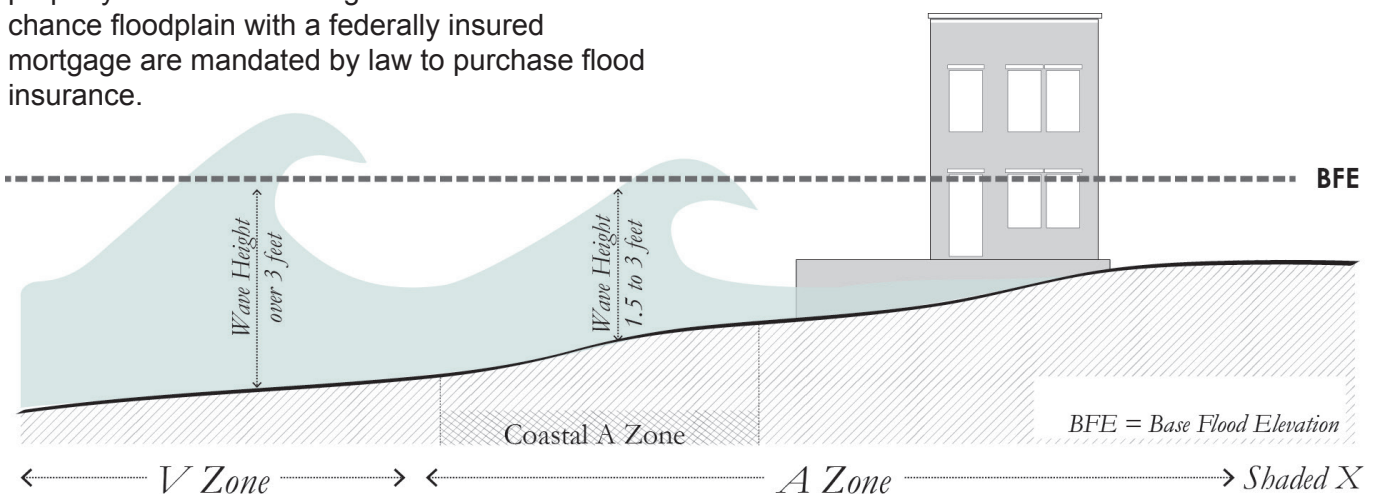 chance floodplain with a federally insured
mortgage are mandated by law to purchase flood
insurance.
BFE
Wave Height
over 3 feet
Wave Height
1.5 to 3 feet
Coastal A Zone
BFE = Base Flood Elevation
V Zone
A Zone
Shaded X